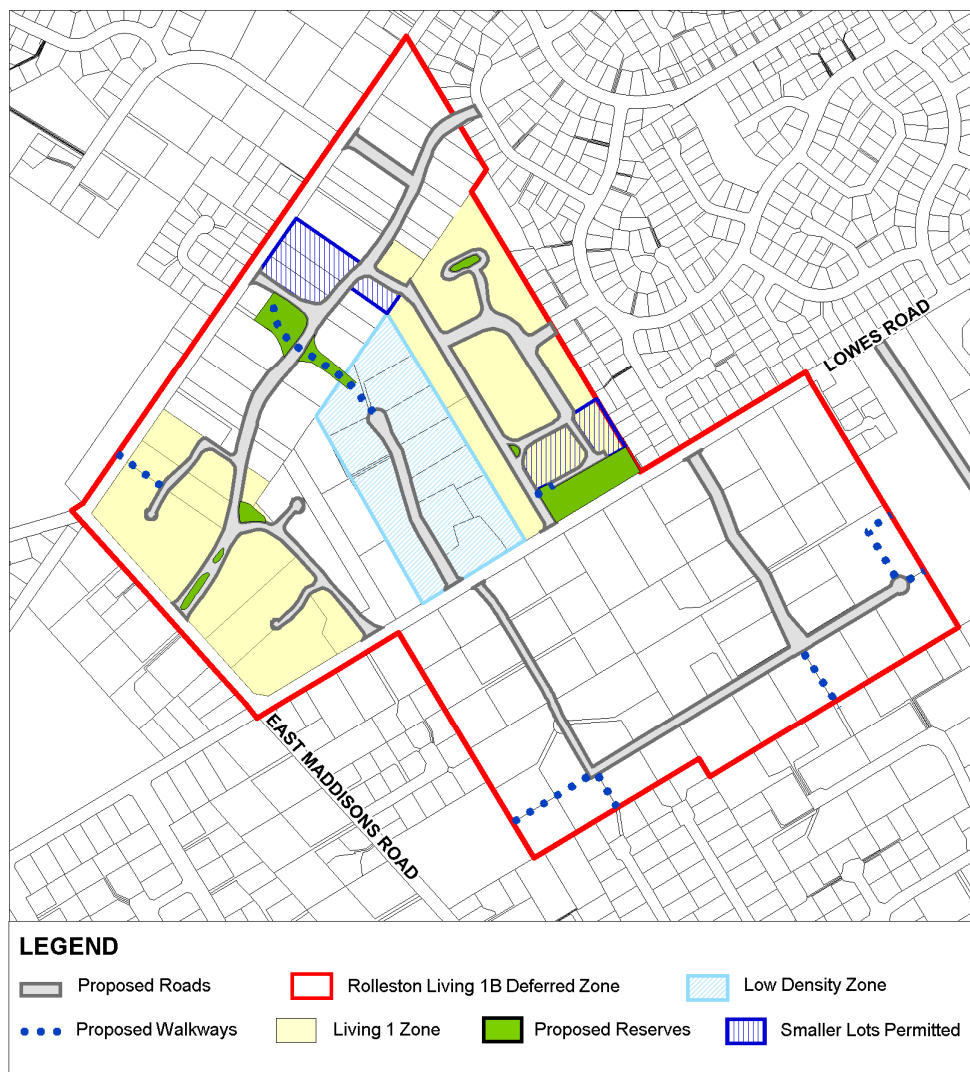 LOWES ROAD
EAST MADDISONS ROAD
LEGEND
Proposed Roads
Rolleston Living 1B Deferred Zone
Low Density Zone
Proposed Walkways
Living 1 Zone
Proposed Reserves
Smaller Lots Permitted